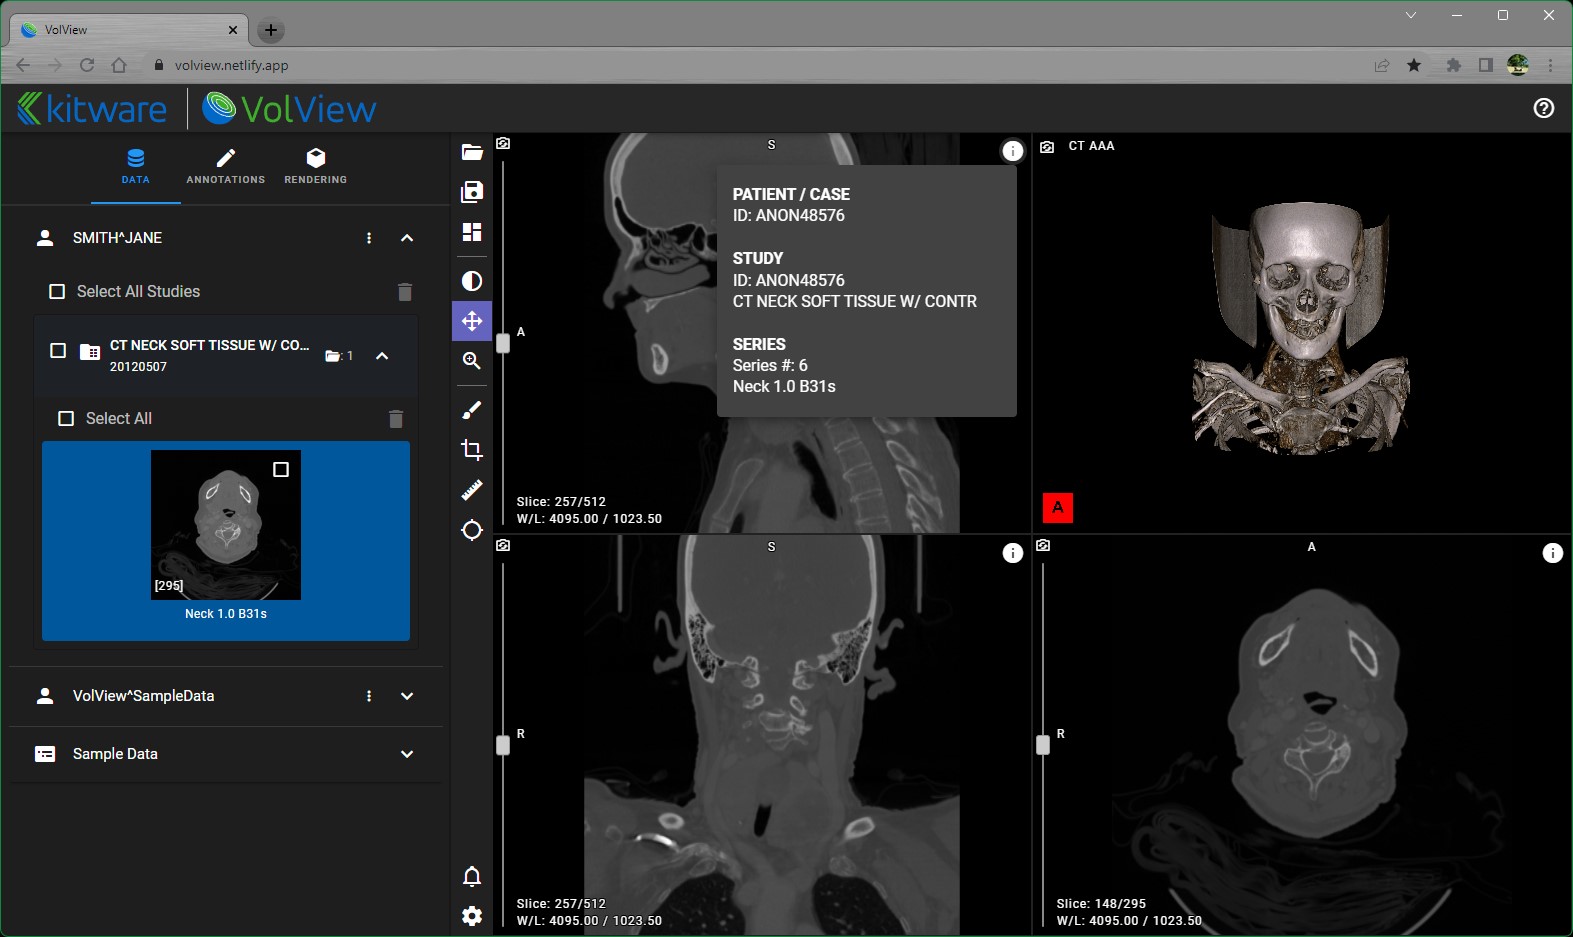 VolView
volview.netlify.app
kitware VolView
DATA
ANNOTATIONS
RENDERING
SMITH^JANE
Select All Studies
CT NECK SOFT TISSUE W/ CO...
20120507
: 1
Select All
[295]
Neck 1.0 B31s
VolView^SampleData
Sample Data
S
A
PATIENT / CASE
ID: ANON48576
STUDY
ID: ANON48576
CT NECK SOFT TISSUE W/ CONTR
SERIES
Series #: 6
Neck 1.0 B31s
Slice: 257/512
W/L: 4095.00 / 1023.50
CT AAA
A
S
R
Slice: 257/512
W/L: 4095.00 / 1023.50
A
R
Slice: 148/295
W/L: 4095.00 / 1023.50